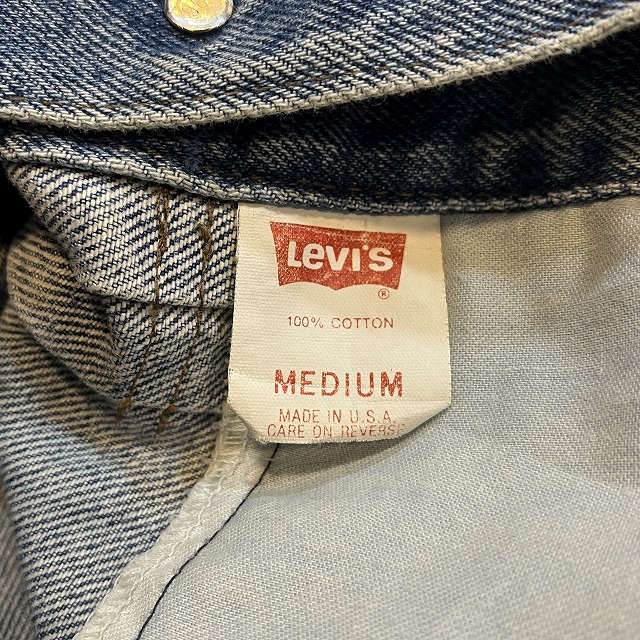 LEVI'S
®
100% COTTON
MEDIUM
MADE IN U.S.A.
CARE ON REVERSE